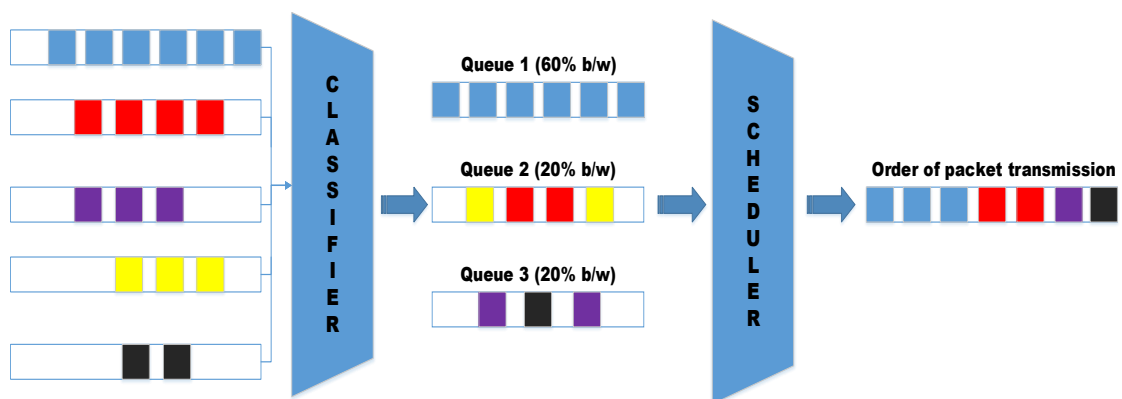 CLASSIFIER
Queue 1 (60% b/w)
Queue 2 (20% b/w)
Queue 3 (20% b/w)
SCHEDULER
Order of packet transmission